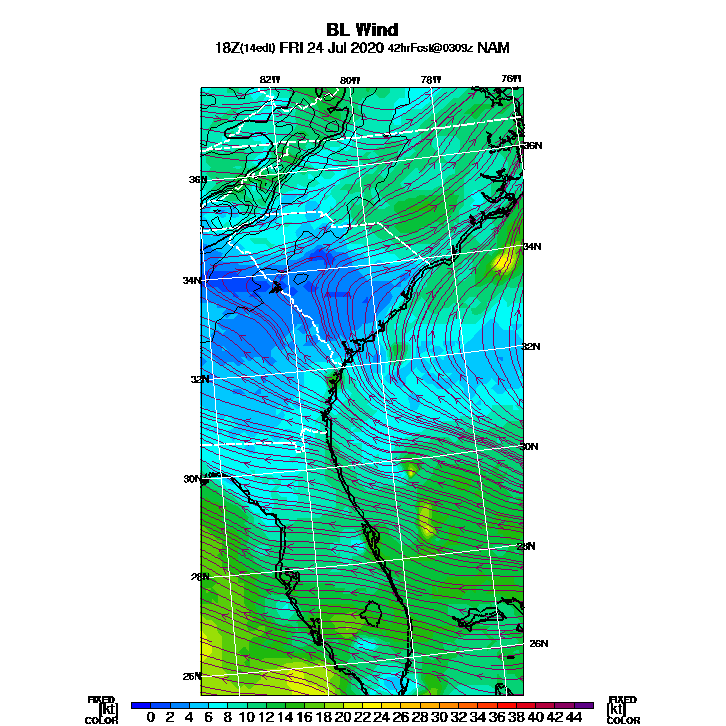 BL Wind
18Z(14edt) FRI 24 Jul 2020 42hrFcst@0309z NAM
82W 80W 78W 76W
36N
36N
34N
34N
32N
32N
30N
30N
28N
28N
26N
26N
FIXED FIXED
[kt] 0 2 4 6 8 10 12 14 16 18 20 22 24 26 28 30 32 34 36 38 40 42 44 [kt]
COLOR COLOR